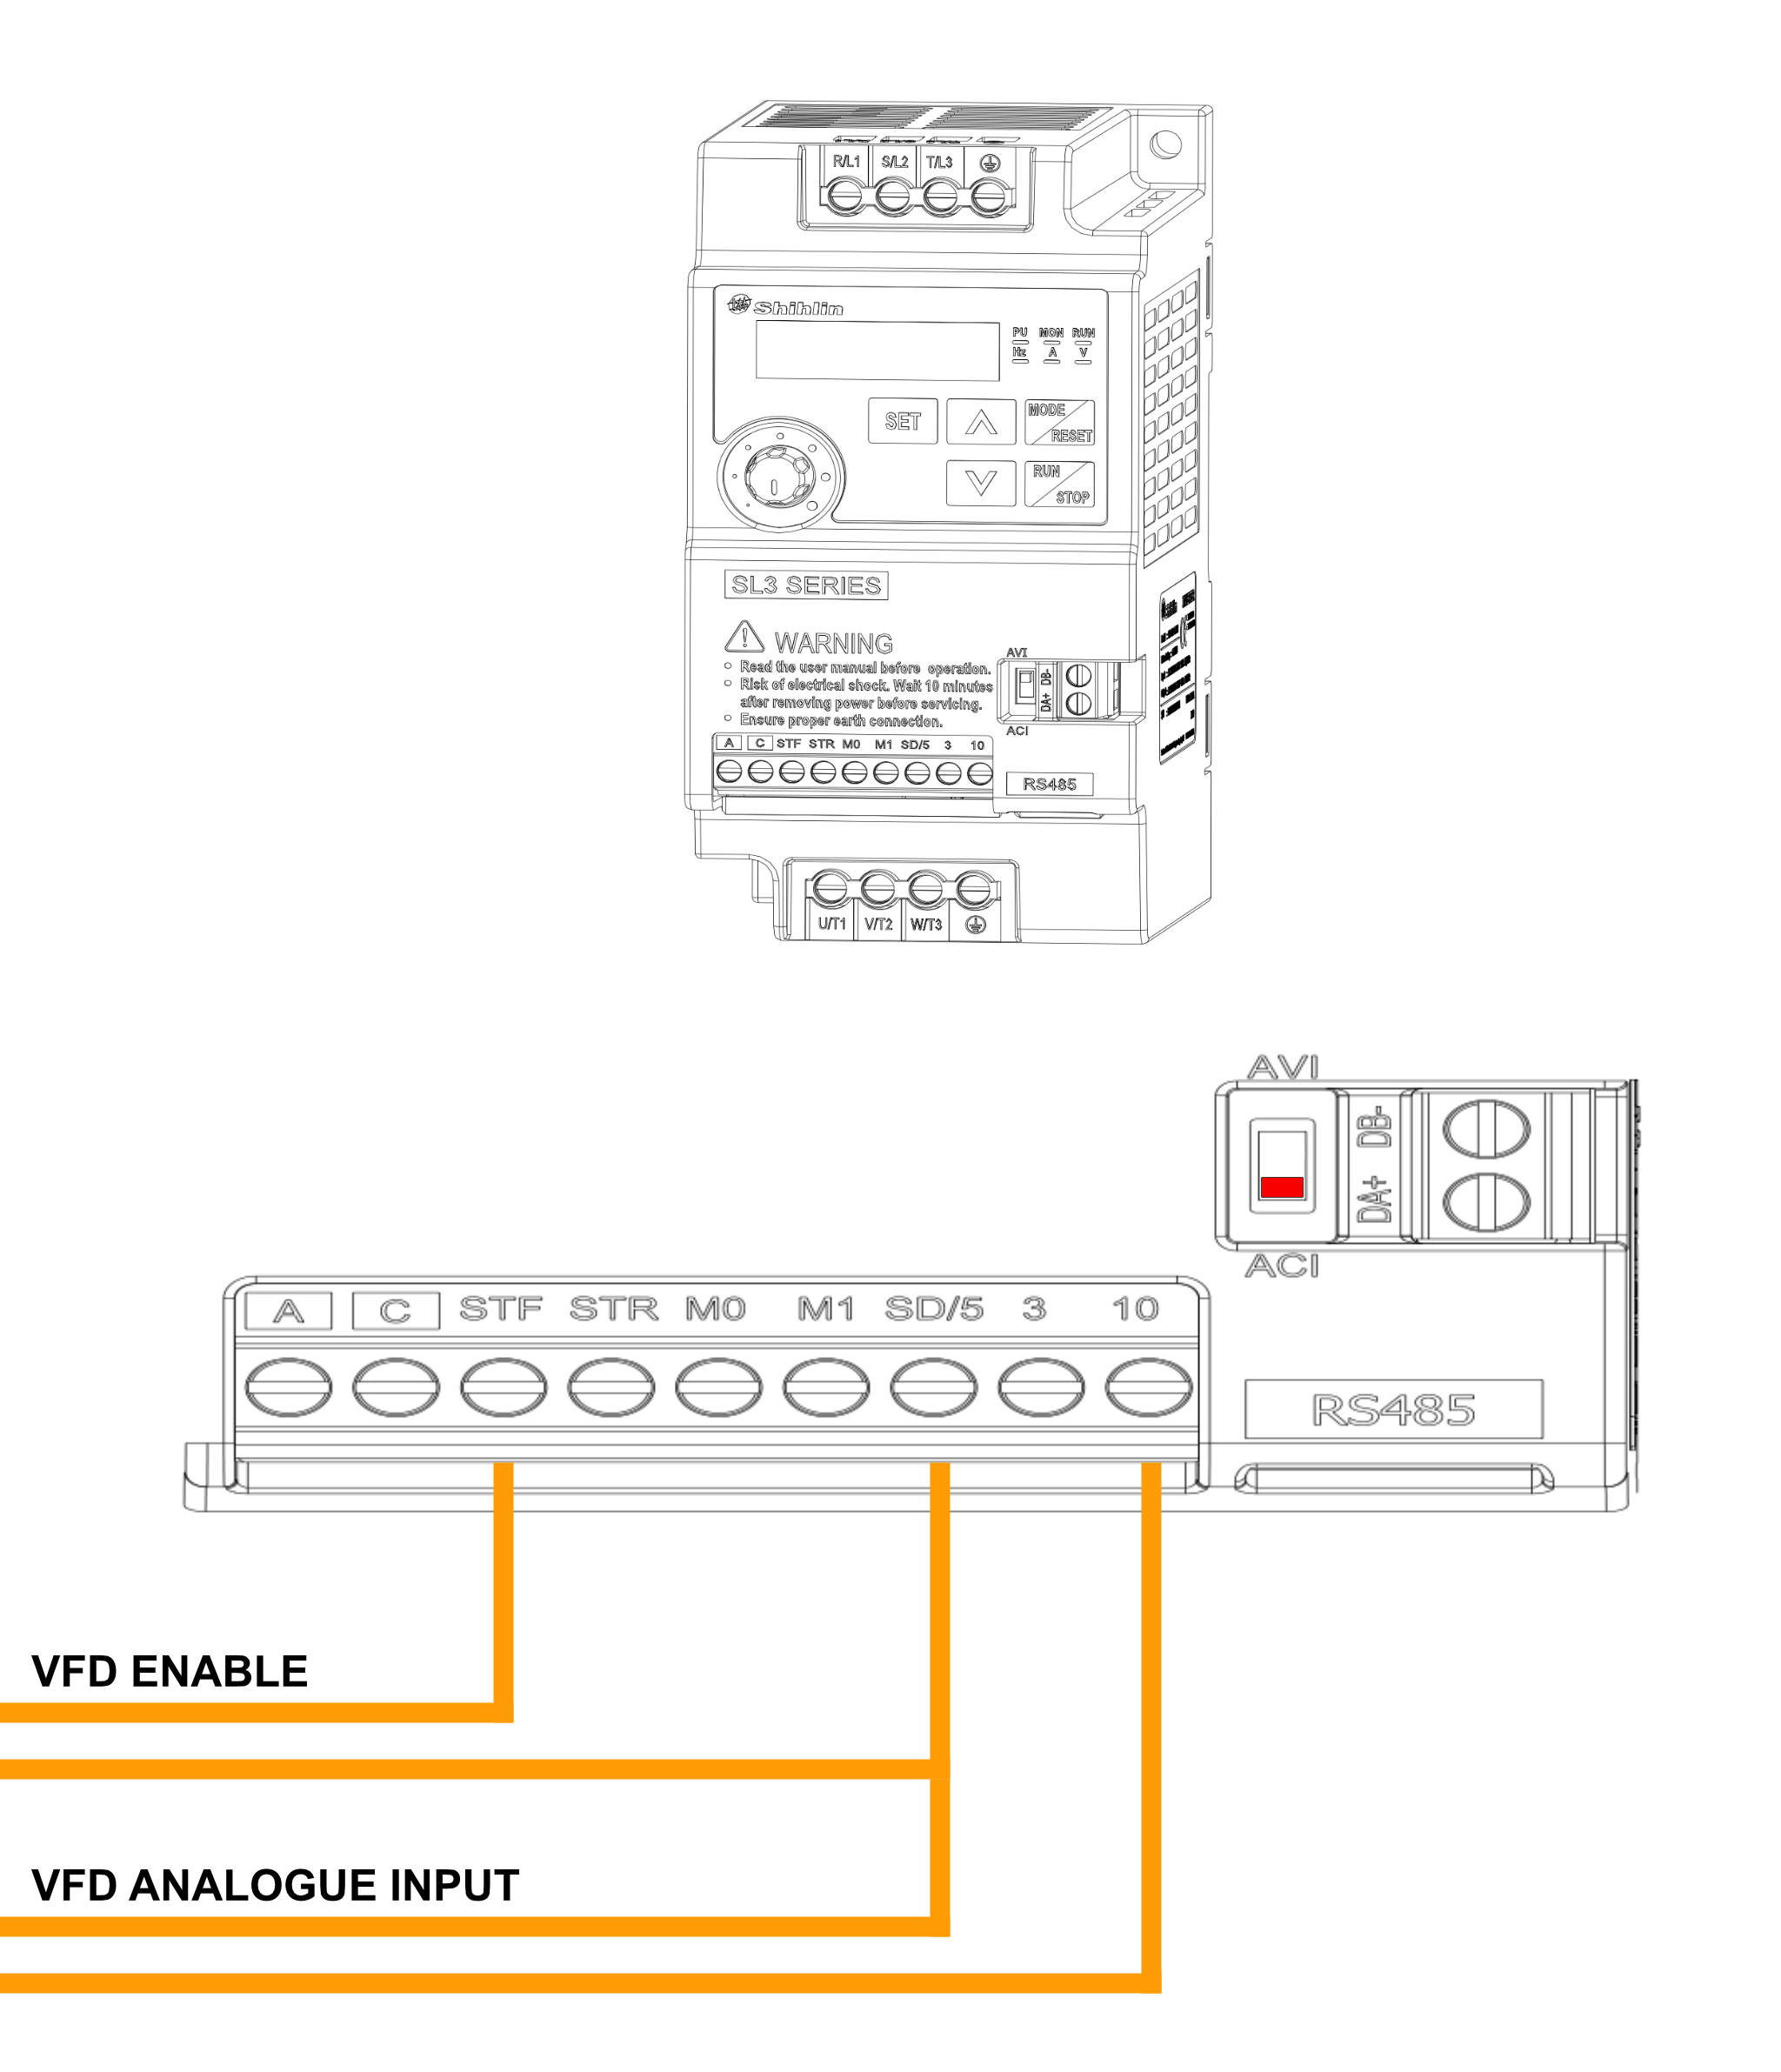 R/L1 S/L2 T/L3
Shihlin
PU MON RUN
Hz A V
SET
MODE
RESET
RUN
STOP
SL3 SERIES
WARNING
Read the user manual before operation.
Risk of electrical shock. Wait 10 minutes
after removing power before servicing.
Ensure proper earth connection.
AVI
DB-
DA+
ACI
A C STF STR M0 M1 SD/5 3 10
RS485
U/T1 V/T2 W/T3
AVI
DB-
DA+
ACI
A C STF STR M0 M1 SD/5 3 10
RS485
VFD ENABLE
VFD ANALOGUE INPUT